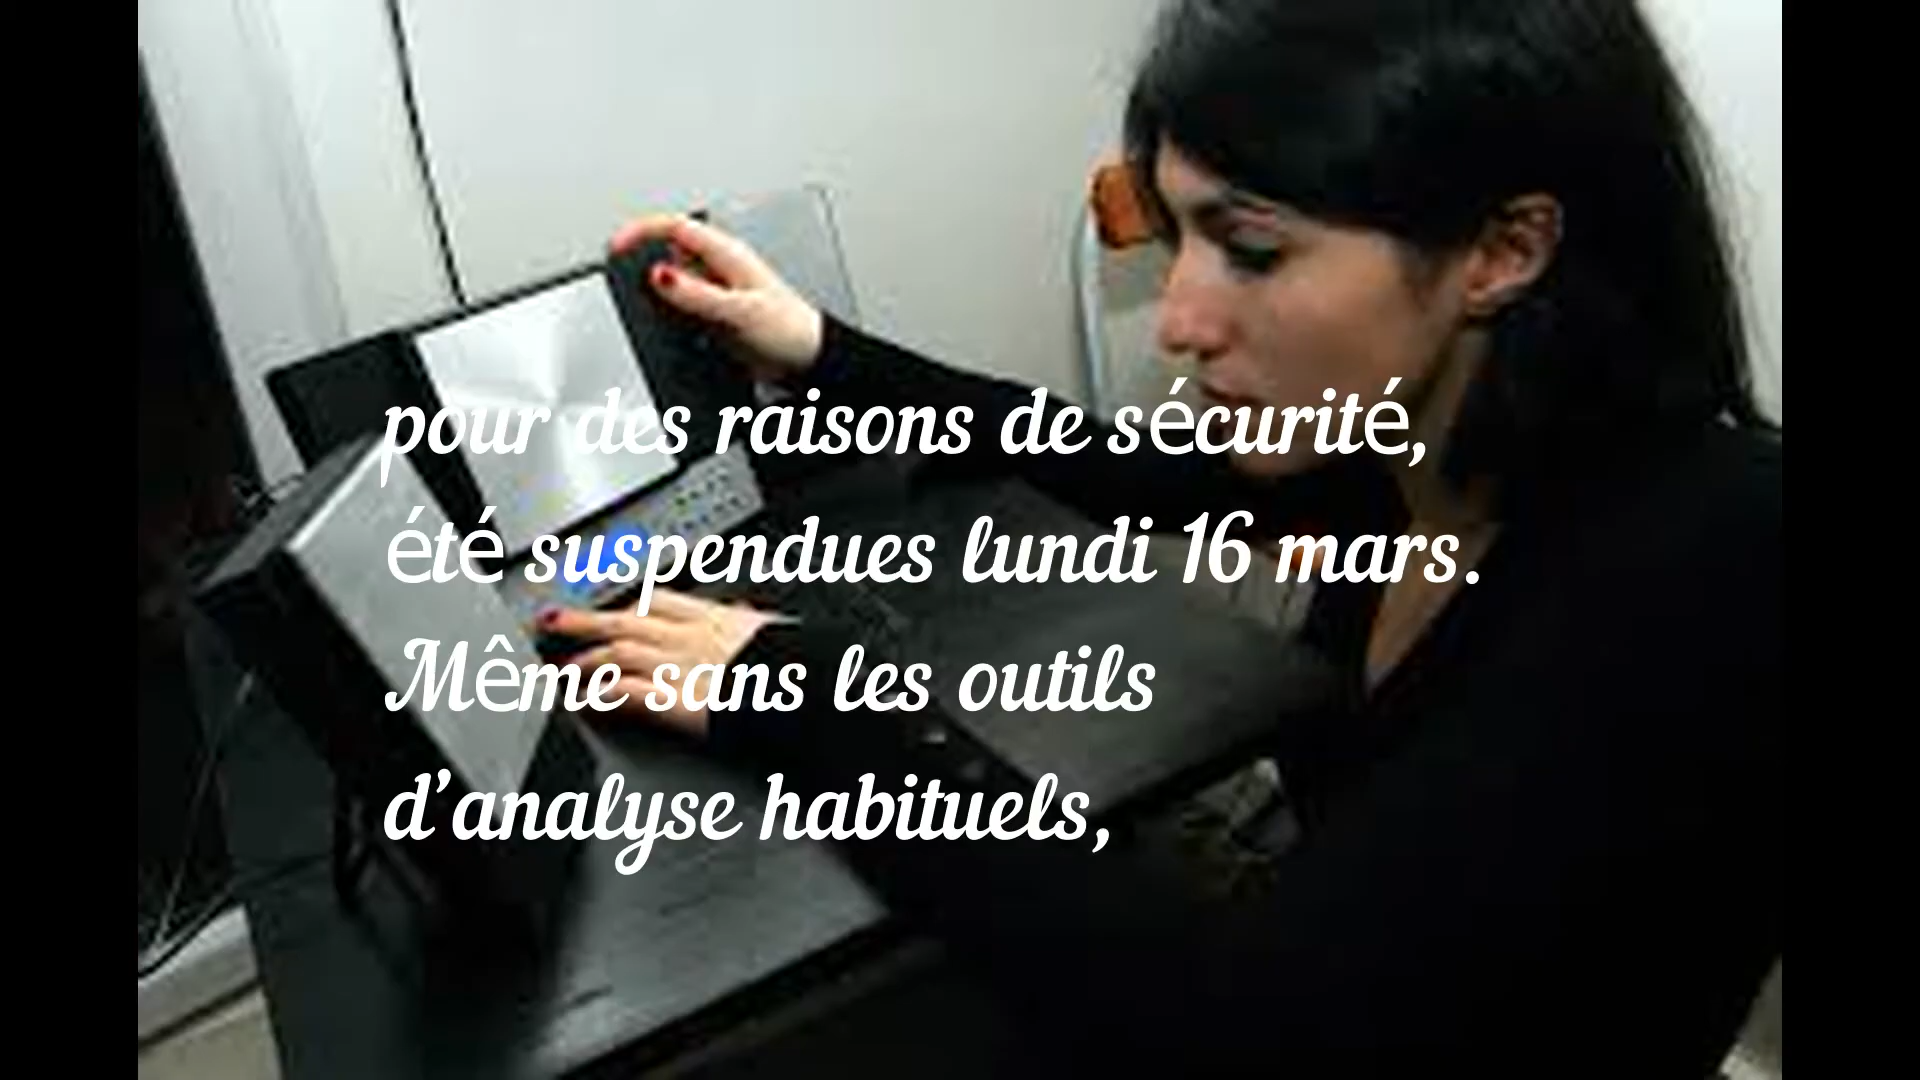 pour des raisons de sécurité,
été suspendues lundi 16 mars.
Même sans les outils
d’analyse habituels,